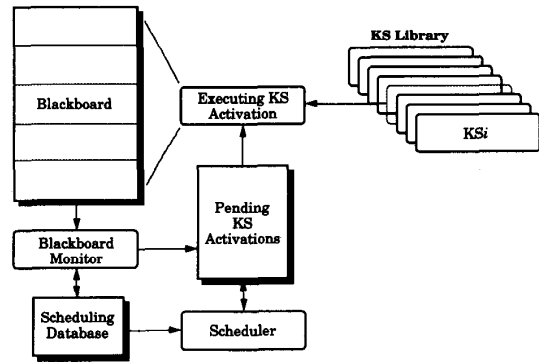 KS Library
Blackboard
Executing KS
Activation
KSi
Pending
KS
Activations
Blackboard
Monitor
Scheduling
Database
Scheduler